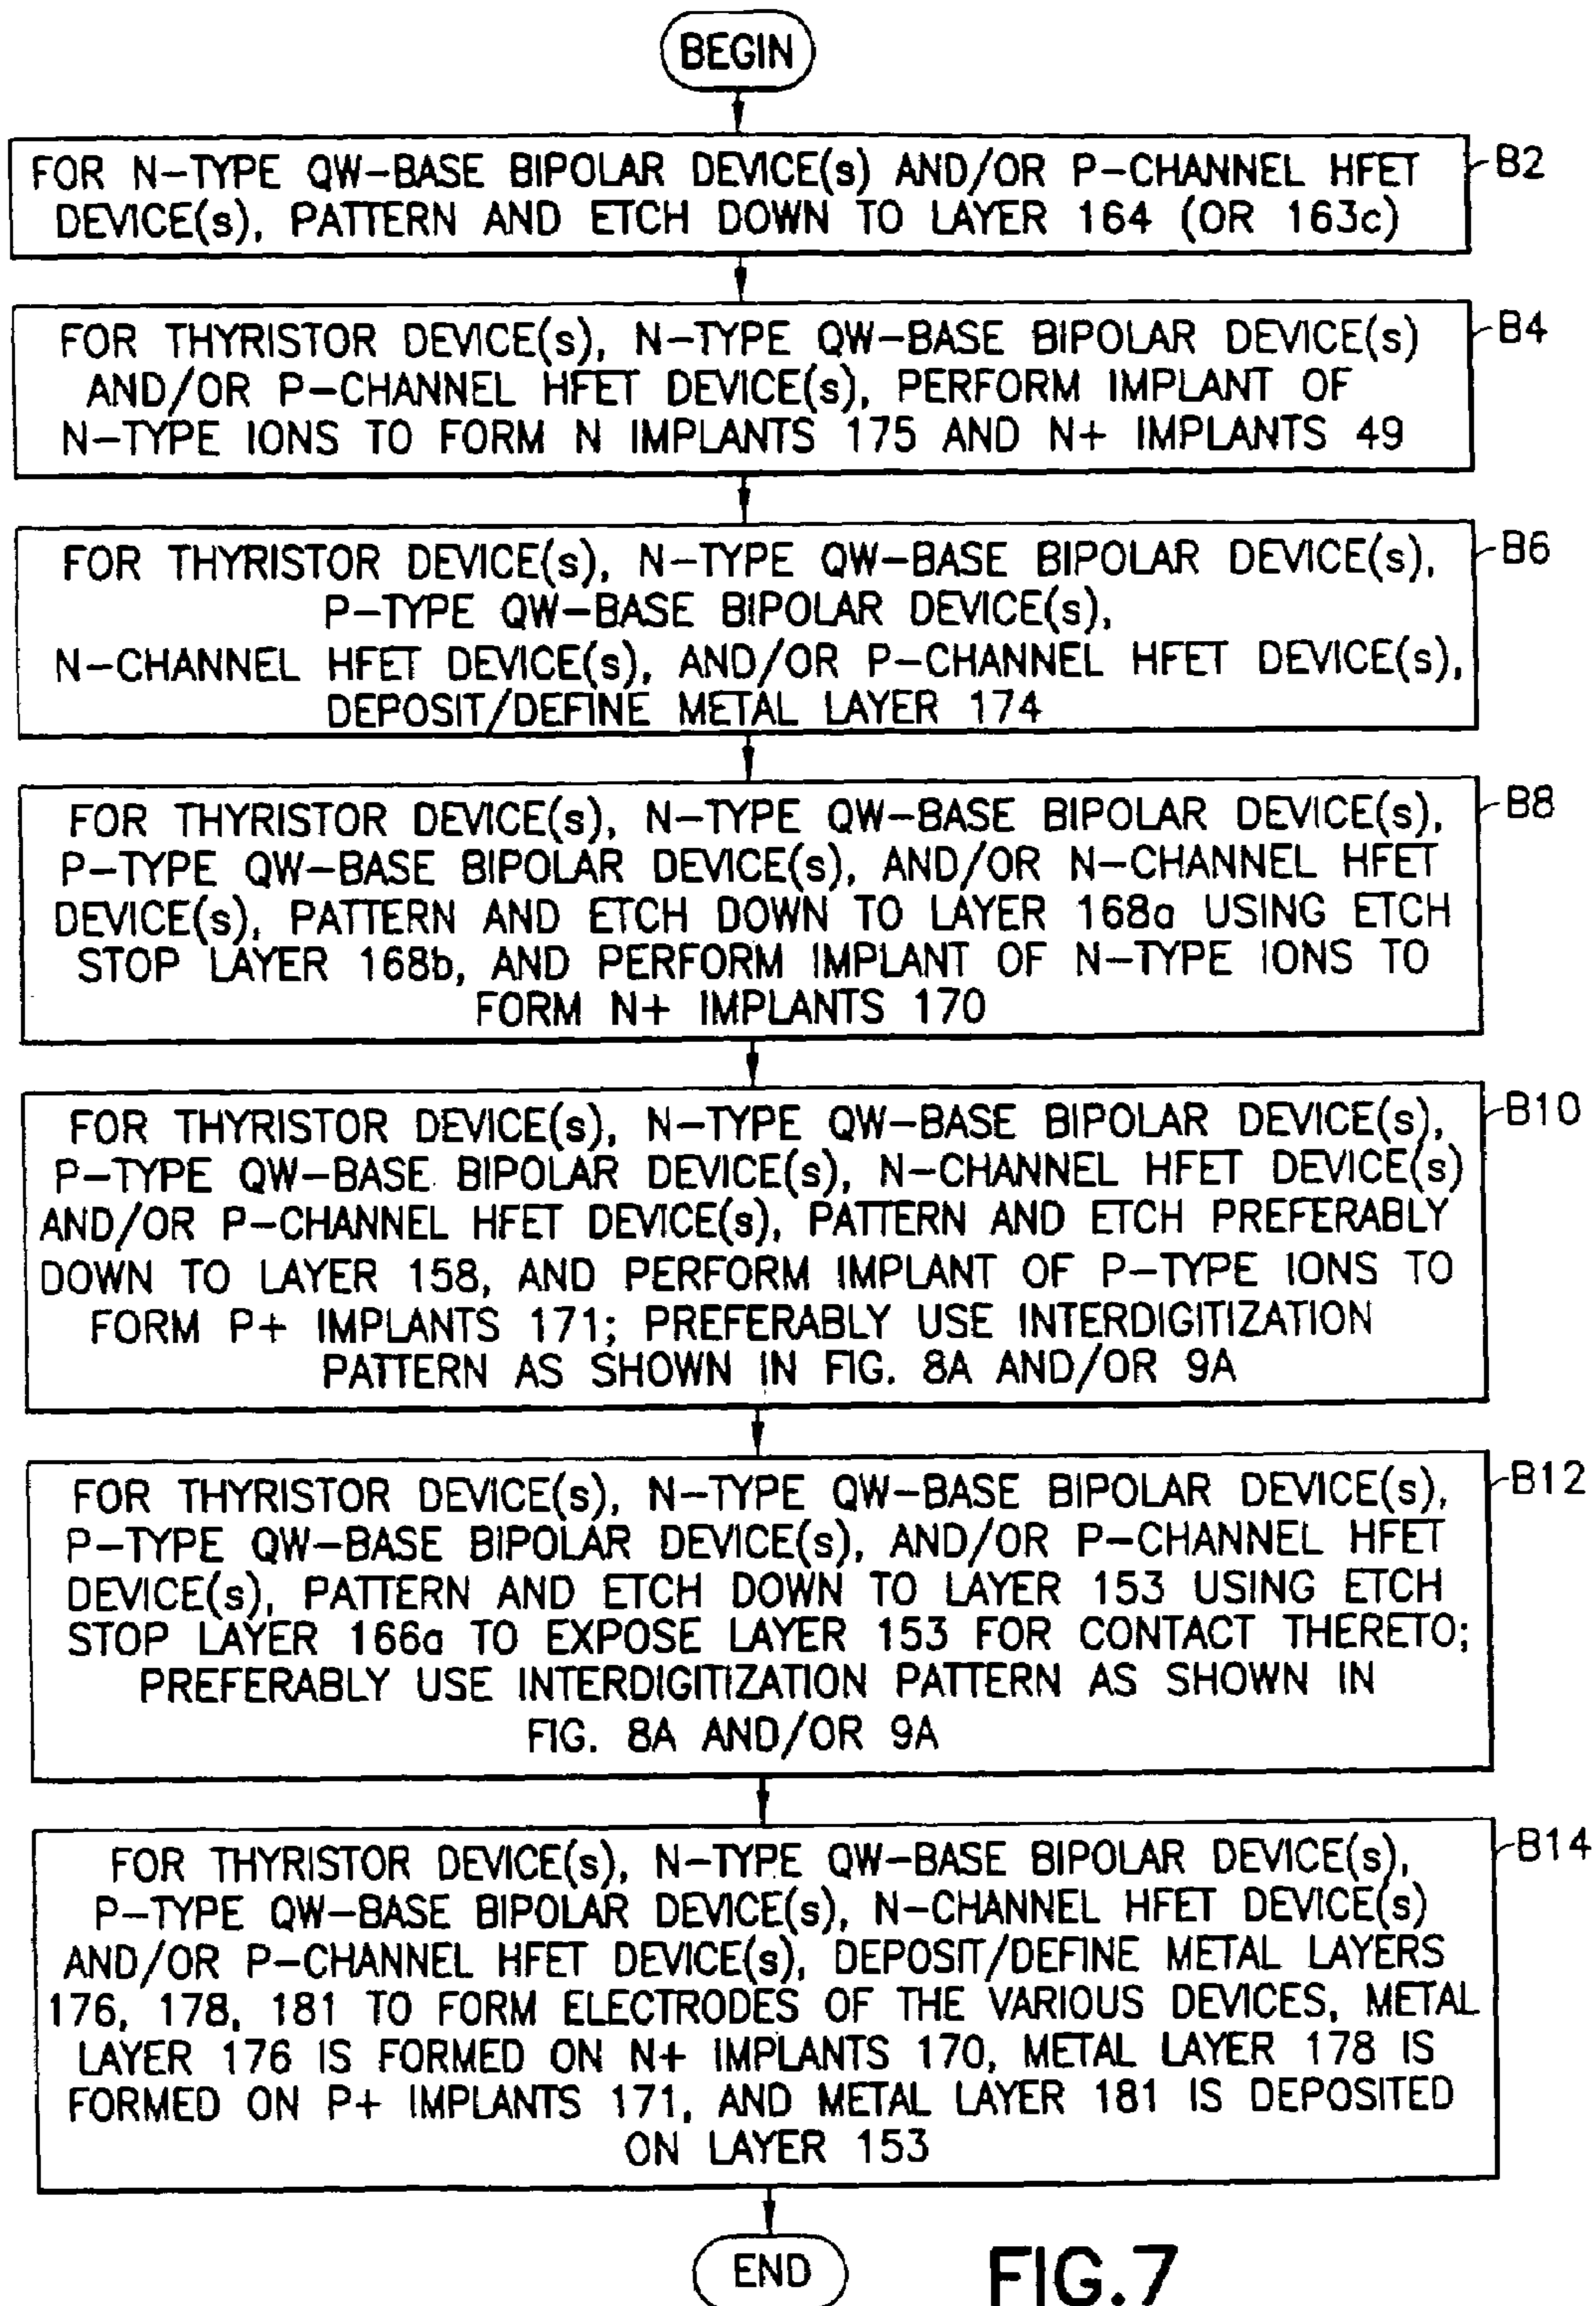 BEGIN
FOR N-TYPE QW-BASE BIPOLAR DEVICE(s) AND/OR P-CHANNEL HFET
DEVICE(s), PATTERN AND ETCH DOWN TO LAYER 164 (OR 163c)
B2
FOR THYRISTOR DEVICE(s), N-TYPE QW-BASE BIPOLAR DEVICE(s)
AND/OR P-CHANNEL HFET DEVICE(s), PERFORM IMPLANT OF
N-TYPE IONS TO FORM N IMPLANTS 175 AND N+ IMPLANTS 49
B4
FOR THYRISTOR DEVICE(s), N-TYPE QW-BASE BIPOLAR DEVICE(s),
P-TYPE QW-BASE BIPOLAR DEVICE(s),
N-CHANNEL HFET DEVICE(s), AND/OR P-CHANNEL HFET DEVICE(s),
DEPOSIT/DEFINE METAL LAYER 174
B6
FOR THYRISTOR DEVICE(s), N-TYPE QW-BASE BIPOLAR DEVICE(s),
P-TYPE QW-BASE BIPOLAR DEVICE(s), AND/OR N-CHANNEL HFET
DEVICE(s), PATTERN AND ETCH DOWN TO LAYER 168a USING ETCH
STOP LAYER 168b, AND PERFORM IMPLANT OF N-TYPE IONS TO
FORM N+ IMPLANTS 170
B8
FOR THYRISTOR DEVICE(s), N-TYPE QW-BASE BIPOLAR DEVICE(s),
P-TYPE QW-BASE BIPOLAR DEVICE(s), N-CHANNEL HFET DEVICE(s)
AND/OR P-CHANNEL HFET DEVICE(s), PATTERN AND ETCH PREFERABLY
DOWN TO LAYER 158, AND PERFORM IMPLANT OF P-TYPE IONS TO
FORM P+ IMPLANTS 171; PREFERABLY USE INTERDIGITIZATION
PATTERN AS SHOWN IN FIG. 8A AND/OR 9A
B10
FOR THYRISTOR DEVICE(s), N-TYPE QW-BASE BIPOLAR DEVICE(s),
P-TYPE QW-BASE BIPOLAR DEVICE(s), AND/OR P-CHANNEL HFET
DEVICE(s), PATTERN AND ETCH DOWN TO LAYER 153 USING ETCH
STOP LAYER 166a TO EXPOSE LAYER 153 FOR CONTACT THERETO;
PREFERABLY USE INTERDIGITIZATION PATTERN AS SHOWN IN
FIG. 8A AND/OR 9A
B12
FOR THYRISTOR DEVICE(s), N-TYPE QW-BASE BIPOLAR DEVICE(s),
P-TYPE QW-BASE BIPOLAR DEVICE(s), N-CHANNEL HFET DEVICE(s)
AND/OR P-CHANNEL HFET DEVICE(s), DEPOSIT/DEFINE METAL LAYERS
176, 178, 181 TO FORM ELECTRODES OF THE VARIOUS DEVICES, METAL
LAYER 176 IS FORMED ON N+ IMPLANTS 170, METAL LAYER 178 IS
FORMED ON P+ IMPLANTS 171, AND METAL LAYER 181 IS DEPOSITED
ON LAYER 153
B14
END
FIG.7